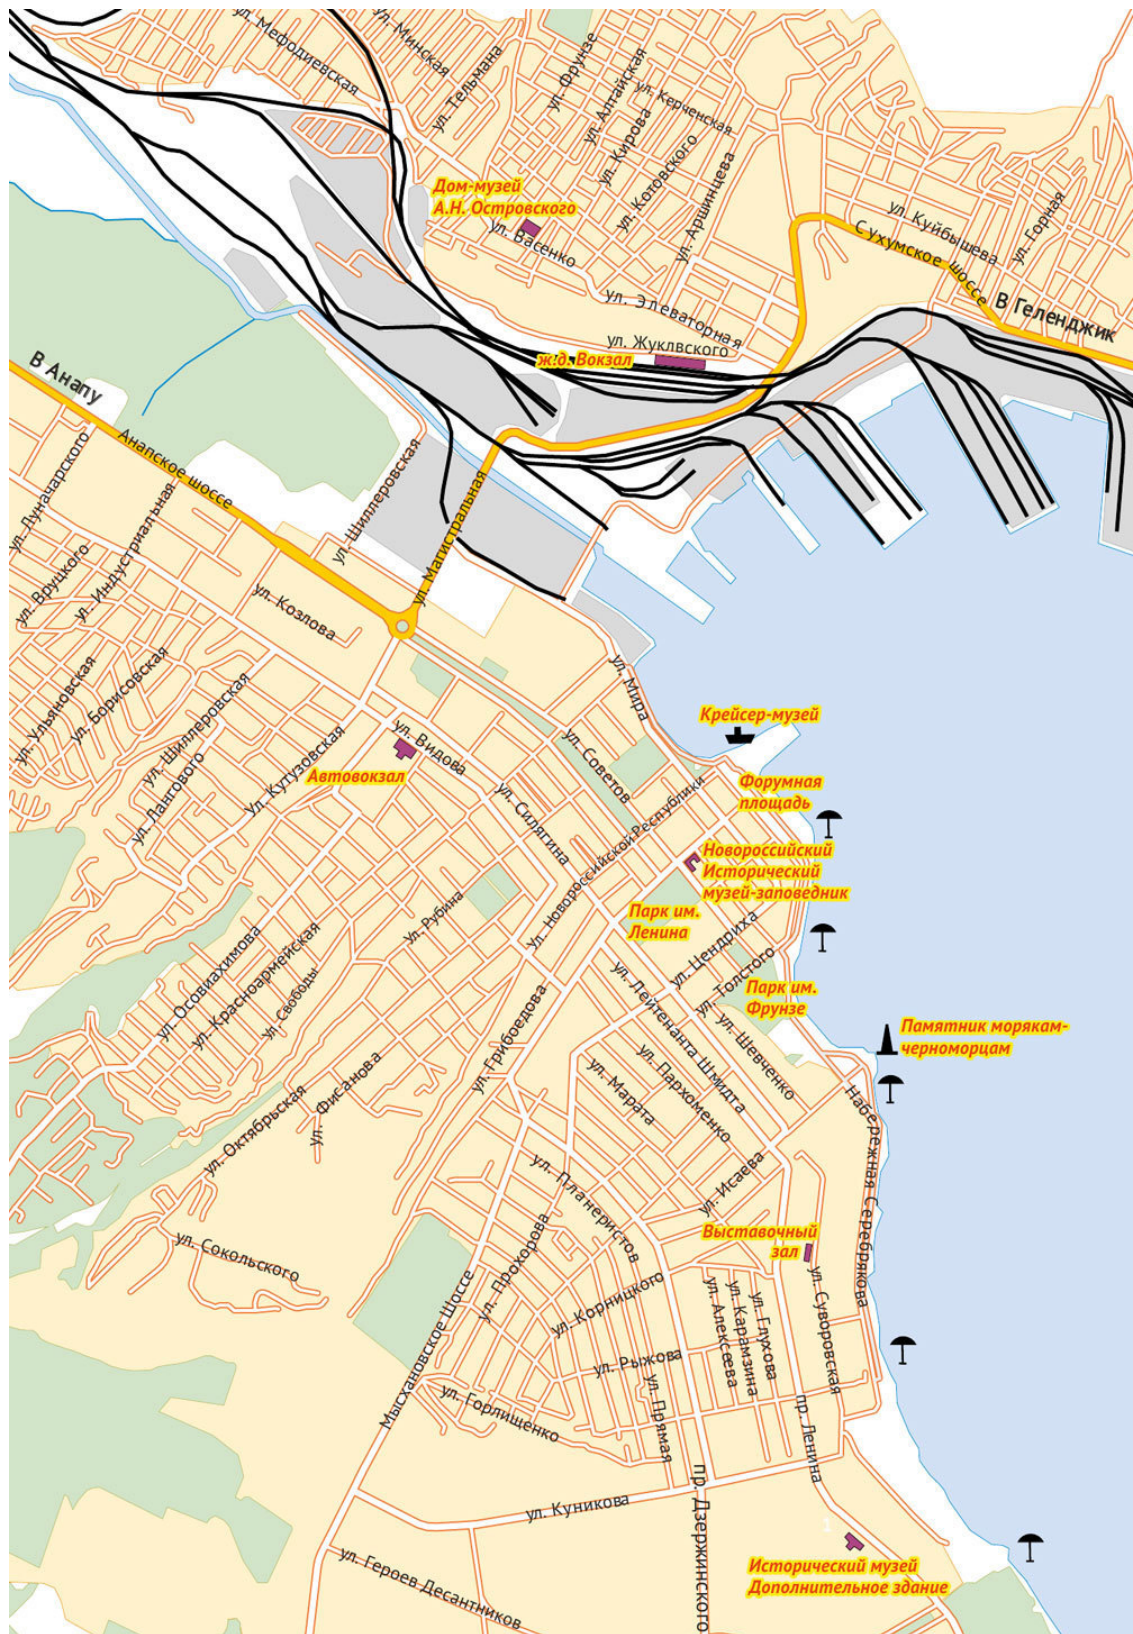 ул. Мефодиевская
ул. Минская
ул. Тельмана
ул. Фрунзе
ул. Алтайская
ул. Керченская
ул. Кирова
ул. Котовского
ул. Аршинцева
Дом-музей
А.Н. Островского
ул. Васенко
ул. Куйбышева
ул. Горная
Сухумское шоссе
В Геленджик
ул. Элеваторная
ул. Жуклвского
ж.д. Вокзал
В Анапу
Анапское шоссе
ул. Луначарского
ул. Вруцкого
ул. Индустриальная
ул. Шиллеровская
ул. Магистральная
ул. Козлова
ул. Ульяновская
ул. Борисовская
ул. Шиллеровская
ул. Лангового
Ул. Кутузовская
ул. Мира
Крейсер-музей
ул. Видова
Автовокзал
ул. Советов
ул. Силягина
Форумная
площадь
Ул. Новороссийской Республики
Новороссийский
Исторический
музей-заповедник
Парк им.
Ленина
ул. Рубина
ул. Осовиахимова
ул. Красноармейская
Ул. Свободы
ул. Цендриха
ул. Толстого
Парк им.
Фрунзе
ул. Лейтенанта Шмидта
ул. Шевченко
ул. Грибоедова
Памятник морякам-
черноморцам
ул. Пархоменко
ул. Марата
ул. Октябрьская
ул. Фисанова
Набережная Серебрякова
ул. Исаева
ул. Планеристов
Выставочный
зал
ул. Сокольского
ул. Прохорова
Мысхановское Шоссе
ул. Корницкого
ул. Суворовская
ул. Глухова
ул. Карамзина
ул. Алексеева
ул. Рыжова
ул. Прямая
ул. Горлищенко
пр. Ленина
пр. Дзержинского
ул. Куникова
1
ул. Героев Десантников
Исторический музей
Дополнительное здание